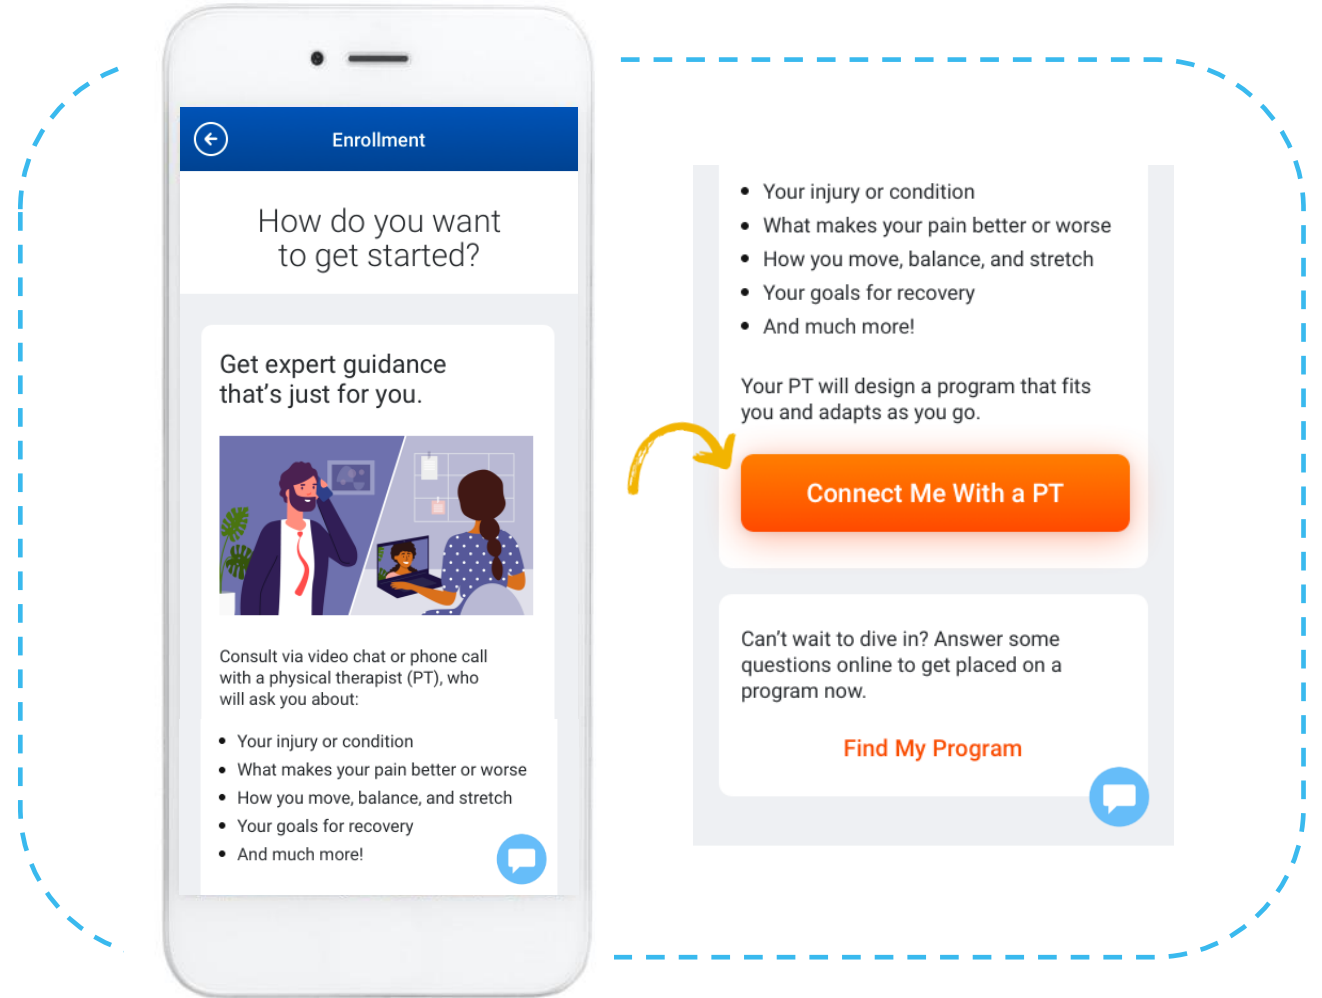 Enrollment
How do you want
to get started?
Get expert guidance
that's just for you.
Consult via video chat or phone call
with a physical therapist (PT), who
will ask you about:
• Your injury or condition
• What makes your pain better or worse
• How you move, balance, and stretch
• Your goals for recovery
• And much more!
• Your injury or condition
• What makes your pain better or worse
• How you move, balance, and stretch
• Your goals for recovery
• And much more!
Your PT will design a program that fits
you and adapts as you go.
Connect Me With a PT
Can't wait to dive in? Answer some
questions online to get placed on a
program now.
Find My Program